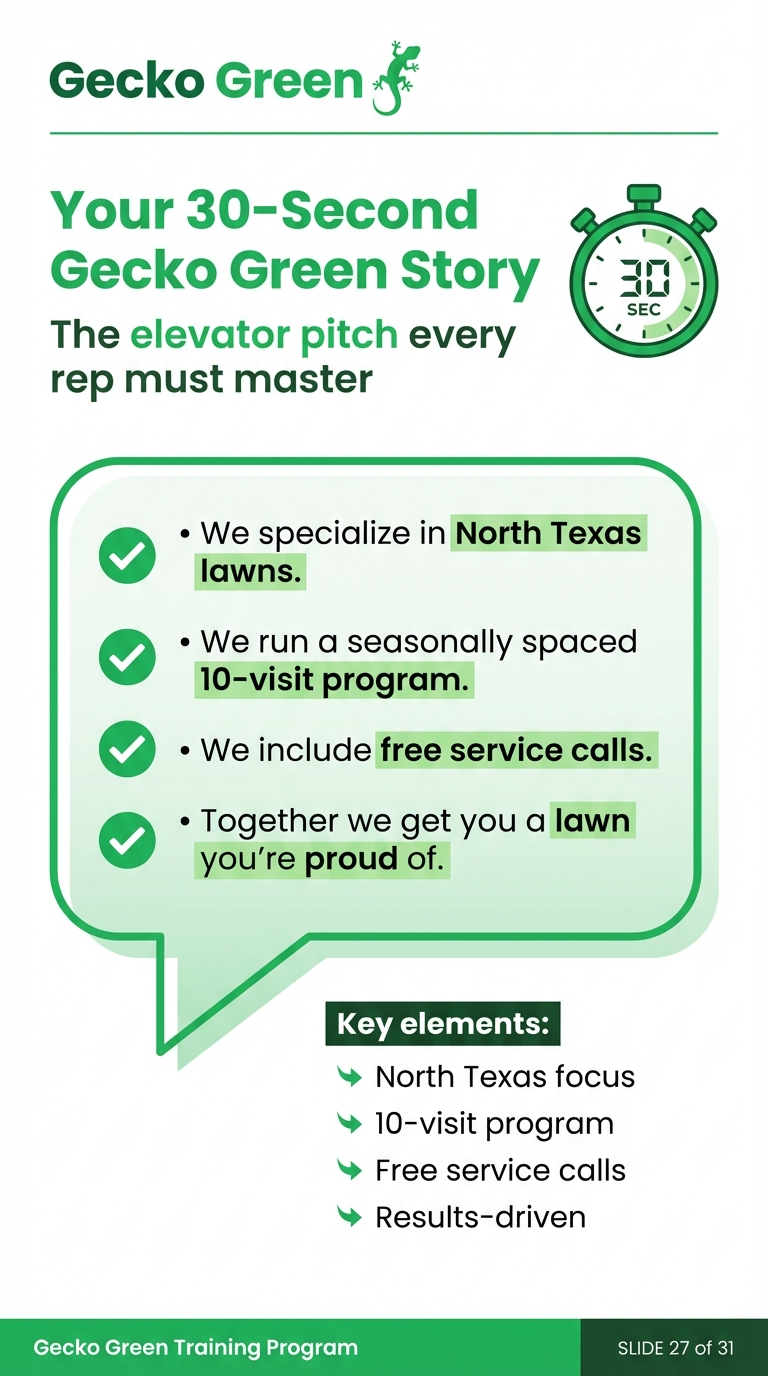 Gecko Green
Your 30-Second
Gecko Green Story
30
SEC
The elevator pitch every
rep must master
• We specialize in North Texas
lawns.
• We run a seasonally spaced
10-visit program.
• We include free service calls.
• Together we get you a lawn
you're proud of.
Key elements:
North Texas focus
10-visit program
Free service calls
Results-driven
Gecko Green Training Program
SLIDE 27 of 31